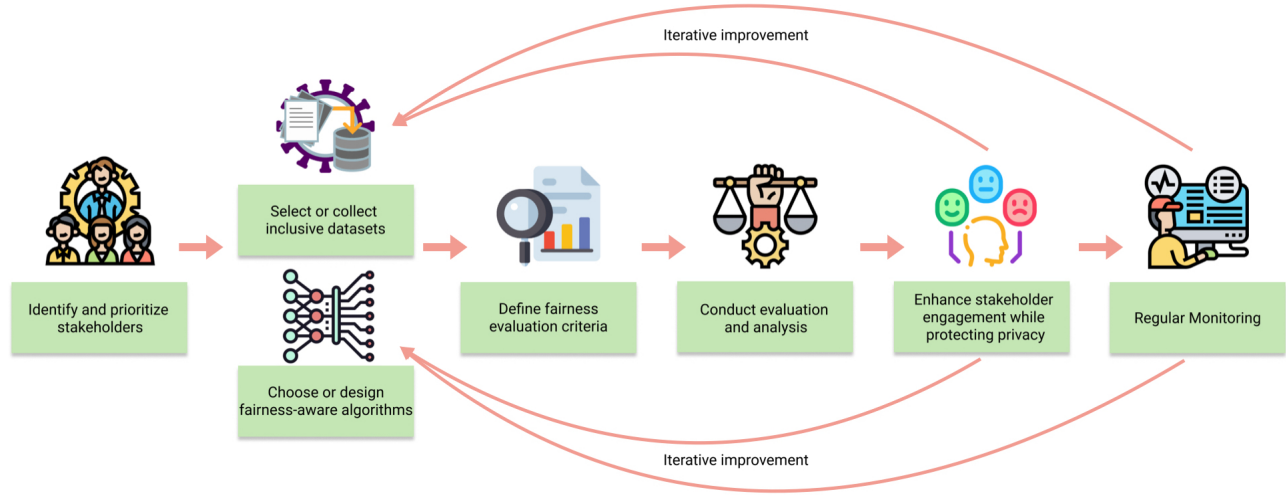 Iterative improvement
Select or collect
inclusive datasets
Identify and prioritize
stakeholders
Define fairness
evaluation criteria
Conduct evaluation
and analysis
Enhance stakeholder
engagement while
protecting privacy
Regular Monitoring
Choose or design
fairness-aware algorithms
Iterative improvement